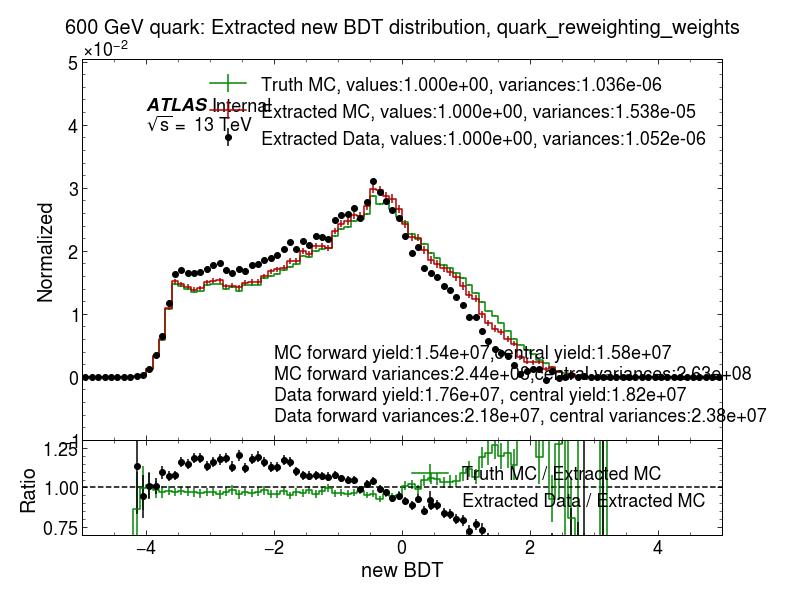 600 GeV quark: Extracted new BDT distribution, quark_reweighting_weights
×10⁻²
5
4
3
2
1
0
Normalized
ATLAS Internal
√s = 13 TeV
Truth MC, values:1.000e+00, variances:1.036e-06
Extracted MC, values:1.000e+00, variances:1.538e-05
Extracted Data, values:1.000e+00, variances:1.052e-06
MC forward yield:1.54e+07,central yield:1.58e+07
MC forward variances:2.44e+08,central variances:2.63e+08
Data forward yield:1.76e+07, central yield:1.82e+07
Data forward variances:2.18e+07, central variances:2.38e+07
1.25
1.00
0.75
Ratio
Truth MC / Extracted MC
Extracted Data / Extracted MC
−4 −2 0 2 4
new BDT